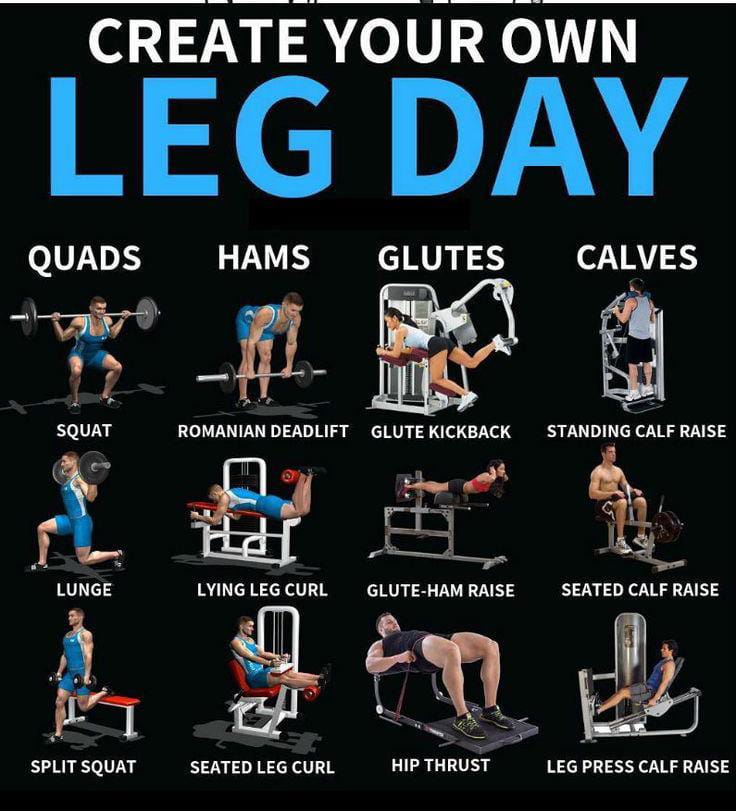 CREATE YOUR OWN
LEG DAY
QUADS HAMS GLUTES CALVES
SQUAT ROMANIAN DEADLIFT GLUTE KICKBACK STANDING CALF RAISE
LUNGE LYING LEG CURL GLUTE-HAM RAISE SEATED CALF RAISE
SPLIT SQUAT SEATED LEG CURL HIP THRUST LEG PRESS CALF RAISE